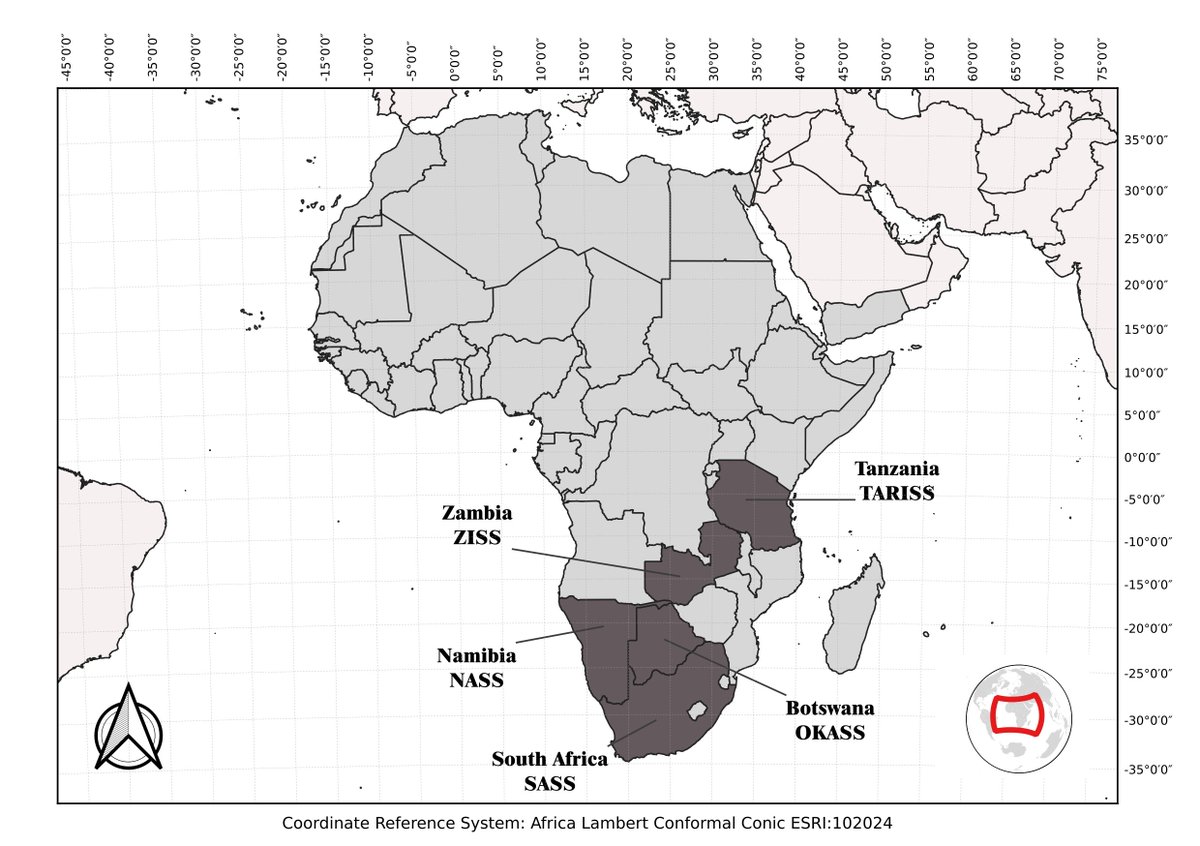 -45°0′0″ -40°0′0″ -35°0′0″ -30°0′0″ -25°0′0″ -20°0′0″ -15°0′0″ -10°0′0″ -5°0′0″ 0°0′0″ 5°0′0″ 10°0′0″ 15°0′0″ 20°0′0″ 25°0′0″ 30°0′0″ 35°0′0″ 40°0′0″ 45°0′0″ 50°0′0″ 55°0′0″ 60°0′0″ 65°0′0″ 70°0′0″ 75°0′0″
35°0′0″
30°0′0″
25°0′0″
20°0′0″
15°0′0″
10°0′0″
5°0′0″
0°0′0″
-5°0′0″
-10°0′0″
-15°0′0″
-20°0′0″
-25°0′0″
-30°0′0″
-35°0′0″
Tanzania
TARISS
Zambia
ZISS
Namibia
NASS
Botswana
OKASS
South Africa
SASS
Coordinate Reference System: Africa Lambert Conformal Conic ESRI:102024